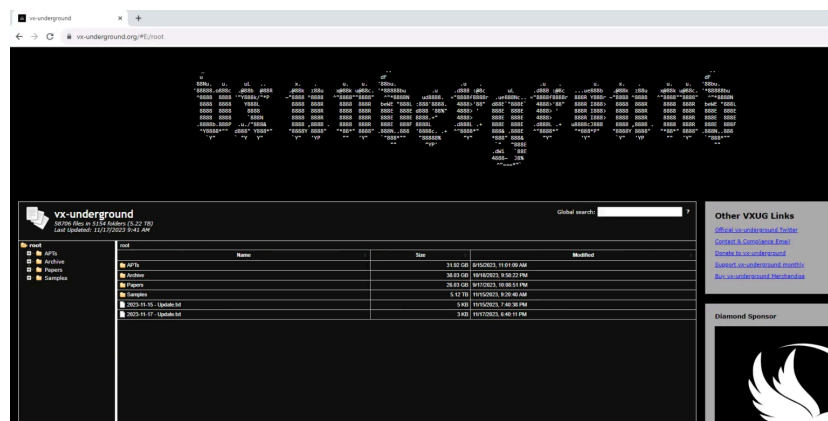 vx-underground
vx-underground.org/#E:/root
vx-underground
58706 files in 5154 folders (5.22 TB)
Last Updated: 11/17/2023 9:41 AM
Global search:
?
root
APTs
Archive
Papers
Samples
root
Name Size Modified
APTs 31.92 GB 8/15/2023, 11:01:09 AM
Archive 38.03 GB 10/18/2023, 9:58:22 PM
Papers 26.03 GB 9/17/2023, 10:08:51 PM
Samples 5.12 TB 11/15/2023, 9:20:40 AM
2023-11-15 - Update.txt 5 KB 11/15/2023, 7:40:38 PM
2023-11-17 - Update.txt 3 KB 11/17/2023, 6:40:11 PM
Other VXUG Links
Official vx-underground Twitter
Contact & Compliance Email
Donate to vx-underground
Support vx-underground monthly
Buy vx-underground Merchandise
Diamond Sponsor